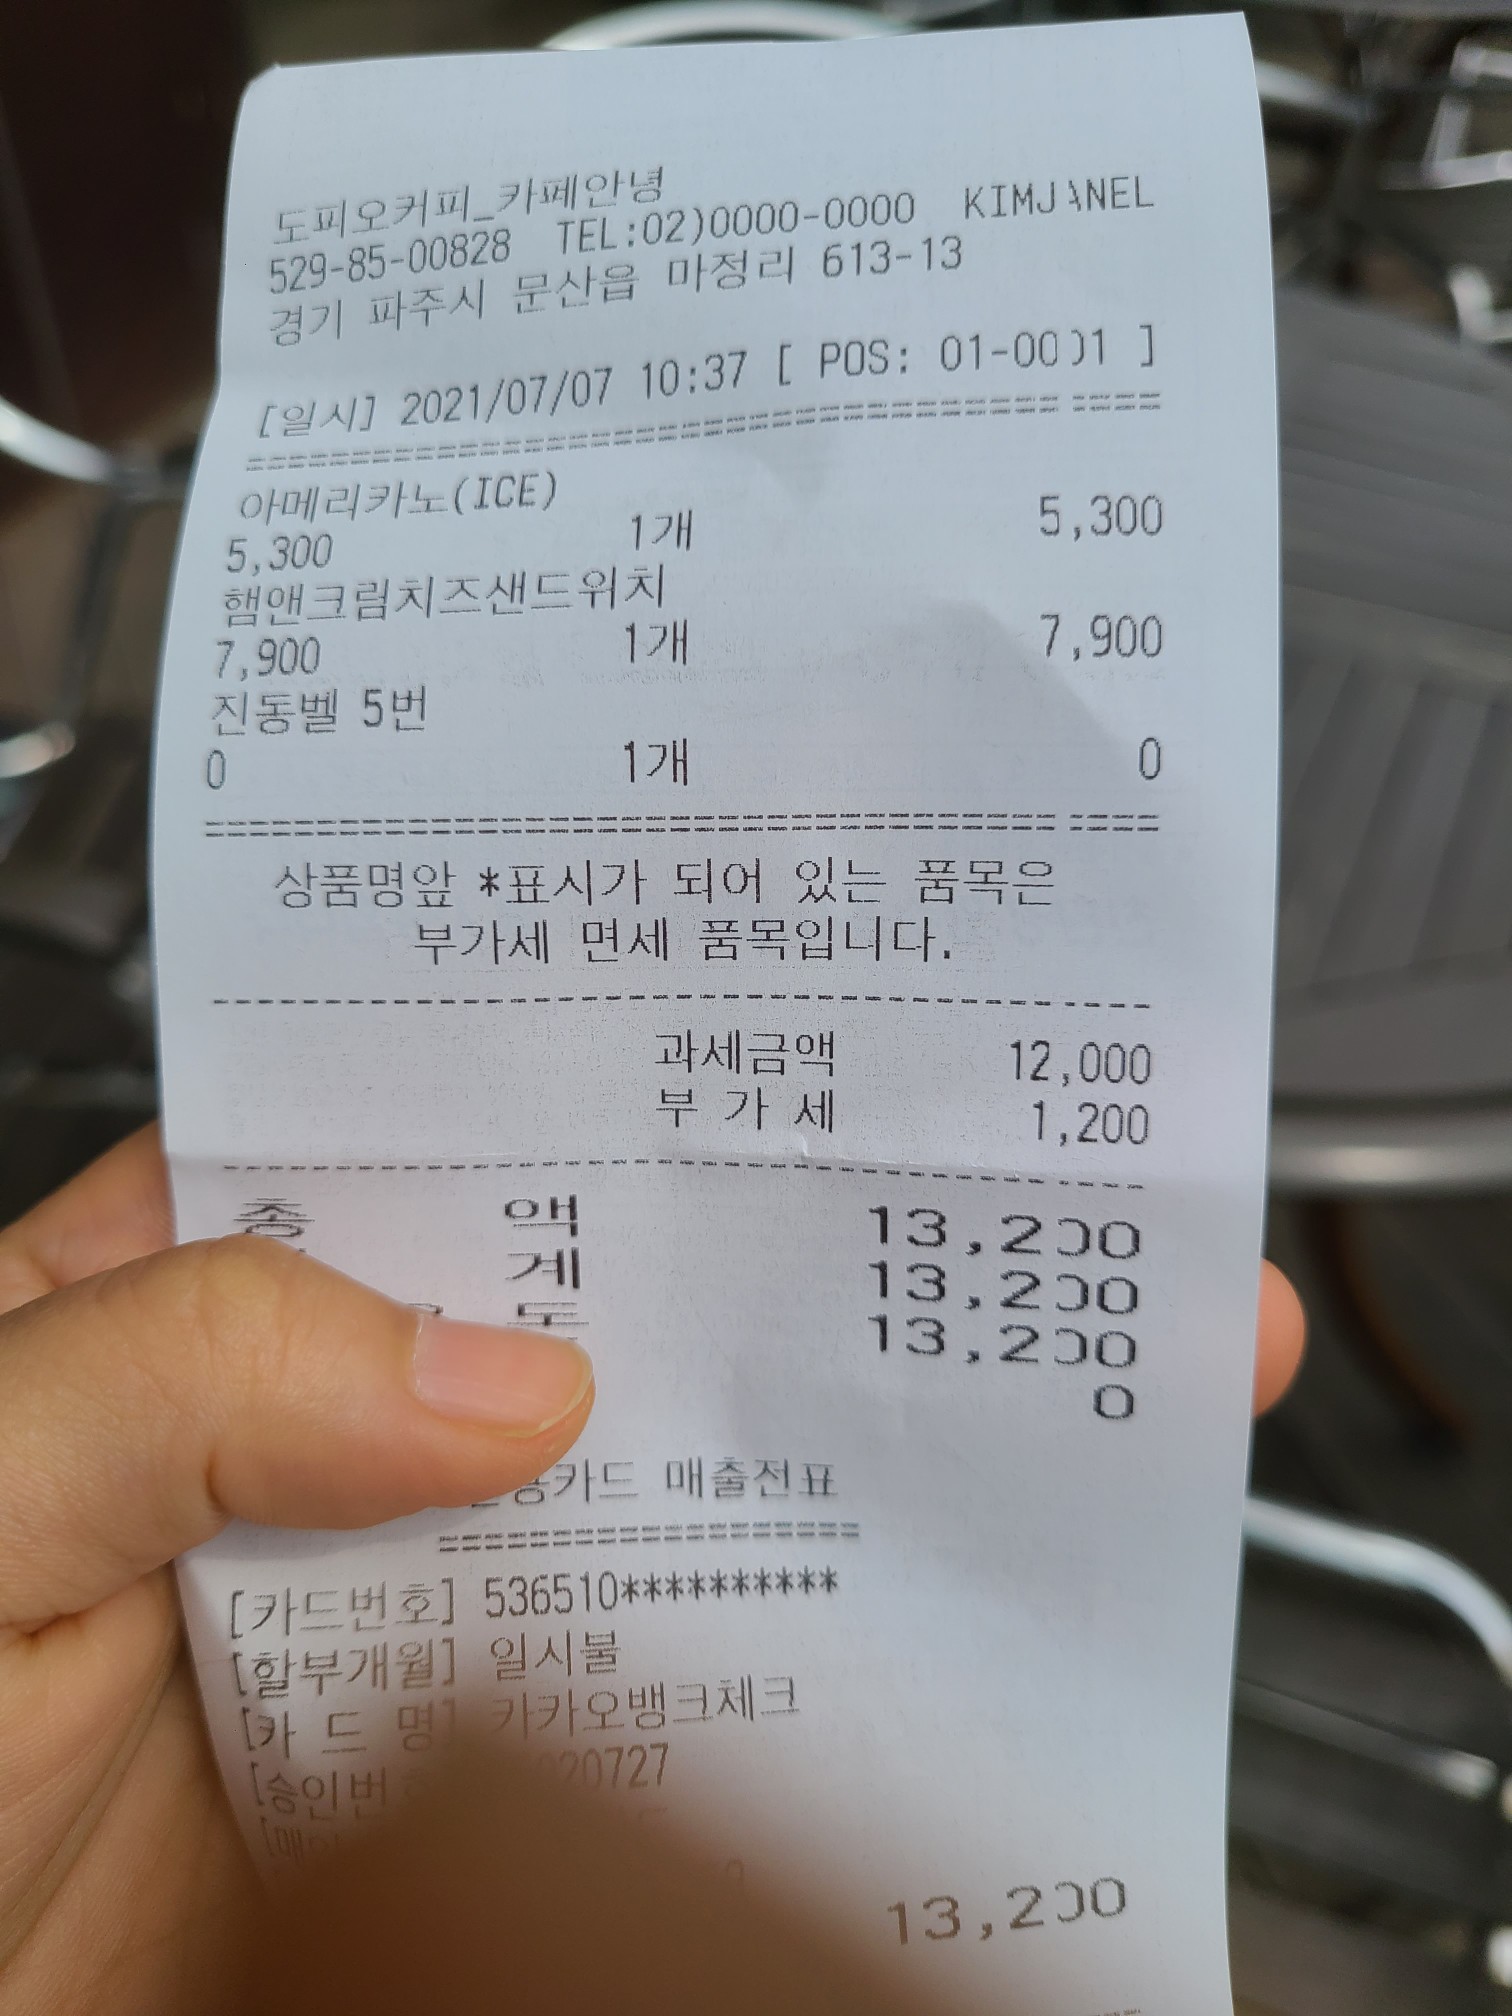 도피오커피_카페안녕
529-85-00828 TEL:02)0000-0000 KIMJANEL
경기 파주시 문산읍 마정리 613-13
[일시] 2021/07/07 10:37 [ POS: 01-0001 ]
아메리카노(ICE)
5,300 1개 5,300
햄앤크림치즈샌드위치
7,900 1개 7,900
진동벨 5번
0 1개 0
상품명앞 *표시가 되어 있는 품목은
부가세 면세 품목입니다.
과세금액 12,000
부 가 세 1,200
총 액 13,200
계 13,200
13,200
0
카드 매출전표
[카드번호] 536510**********
[할부개월] 일시불
[카 드 명] 카카오뱅크체크
[승인번 20727
13,200